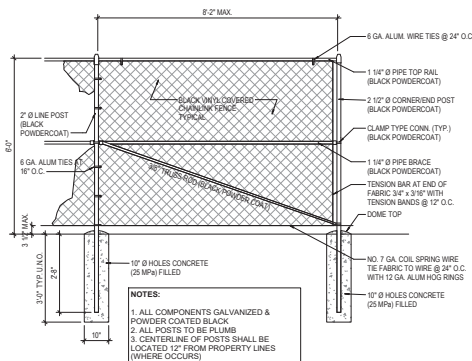 8'-2" MAX.
6 GA. ALUM. WIRE TIES @ 24" O.C.
1 1/4" Ø PIPE TOP RAIL
(BLACK
POWDERCOAT)
2 1/2" Ø CORNER/END POST
(BLACK
POWDERCOAT)
CLAMP TYPE CONN. (TYP.)
(BLACK POWDERCOAT)
1 1/4" Ø PIPE BRACE
(BLACK POWDERCOAT)
TENSION BAR AT END OF
FABRIC 3/4" x 3/16" WITH
TENSION BANDS @ 12" O.C.
DOME TOP
NO. 7 GA. COIL SPRING WIRE
TIE FABRIC TO WIRE @ 24" O.C.
WITH 12 GA. ALUM HOG RINGS
10" Ø HOLES CONCRETE
(25 MPa) FILLED
BLACK VINYL COVERED
CHAINLINK FENCE
TYPICAL
3/8" TRUSS ROD (BLACK POWDER COAT)
6'-0"
2" Ø LINE POST
(BLACK
POWDERCOAT)
6 GA. ALUM TIES AT
16" O.C.
3 1/2" MAX.
3'-0" TYP U.N.O.
2'-8"
10" Ø HOLES CONCRETE
(25 MPa) FILLED
10"
NOTES:
1. ALL COMPONENTS GALVANIZED &
POWDER COATED BLACK
2. ALL POSTS TO BE PLUMB
3. CENTERLINE OF POSTS SHALL BE
LOCATED 12" FROM PROPERTY LINES
(WHERE OCCURS)